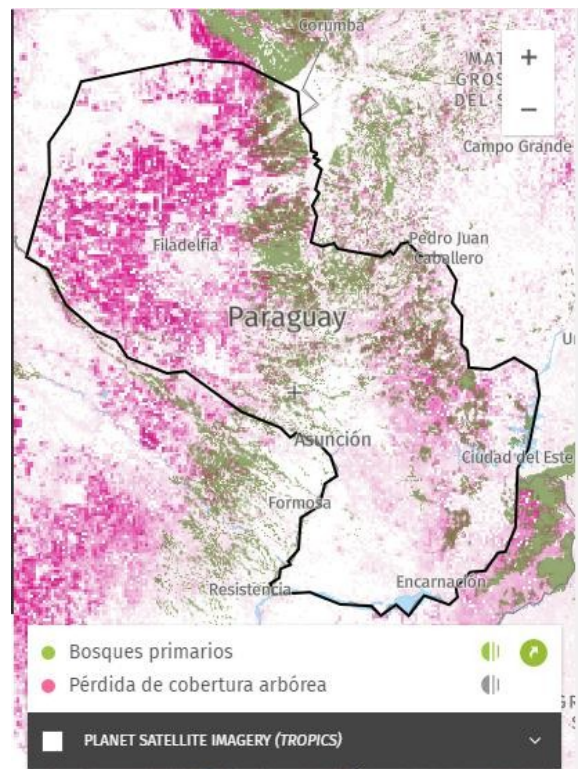 Corumbá
+
MAT
GROS
DEL S
−
Campo Grande
Filadelfia
Pedro Juan
Caballero
Paraguay
U
Asunción
Ciudad del Este
Formosa
Resistencia
Encarnación
Bosques primarios
Pérdida de cobertura arbórea
PLANET SATELLITE IMAGERY (TROPICS)